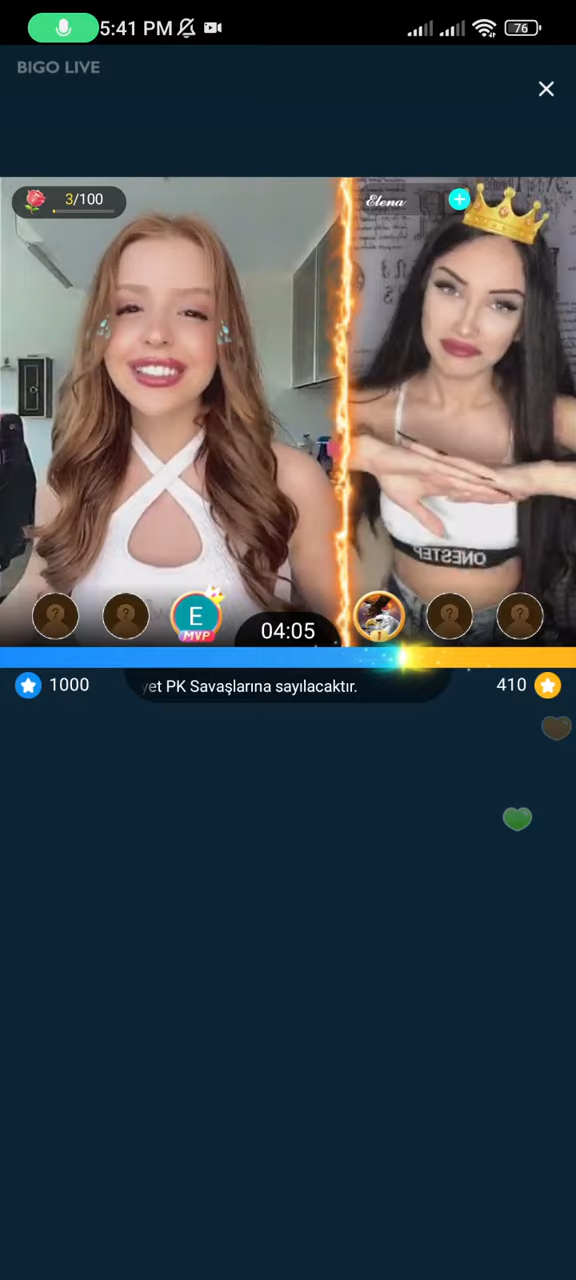 5:41 PM
76
BIGO LIVE
3/100
Elena
ONESTEP
E
MVP
04:05
1000
yet PK Savaşlarına sayılacaktır.
410